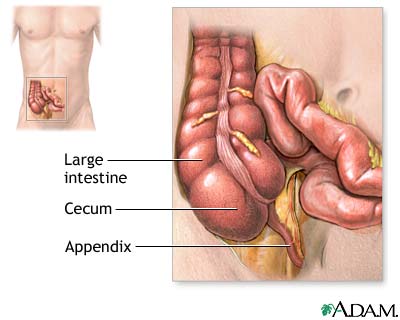 Large
intestine
Cecum
Appendix
A.D.A.M.